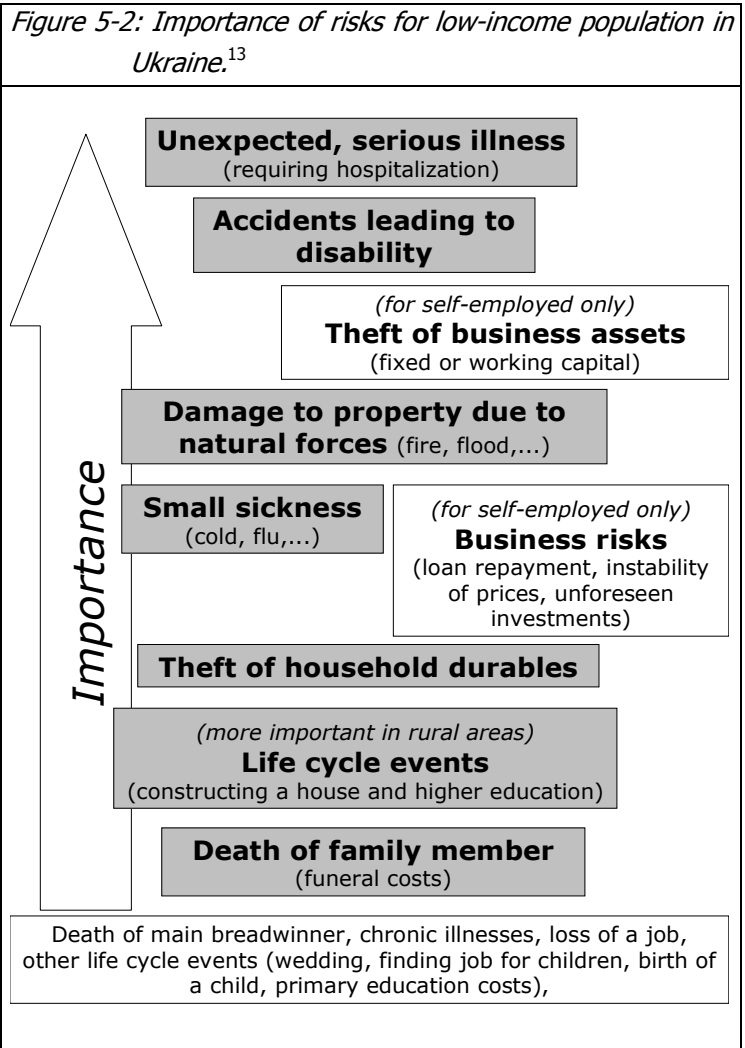 Figure 5-2: Importance of risks for low-income population in
Ukraine.13
Unexpected, serious illness
(requiring hospitalization)
Accidents leading to
disability
(for self-employed only)
Theft of business assets
(fixed or working capital)
Damage to property due to
natural forces (fire, flood,...)
Small sickness
(cold, flu,...)
(for self-employed only)
Business risks
(loan repayment, instability
of prices, unforeseen
investments)
Importance
Theft of household durables
(more important in rural areas)
Life cycle events
(constructing a house and higher education)
Death of family member
(funeral costs)
Death of main breadwinner, chronic illnesses, loss of a job,
other life cycle events (wedding, finding job for children, birth of
a child, primary education costs),